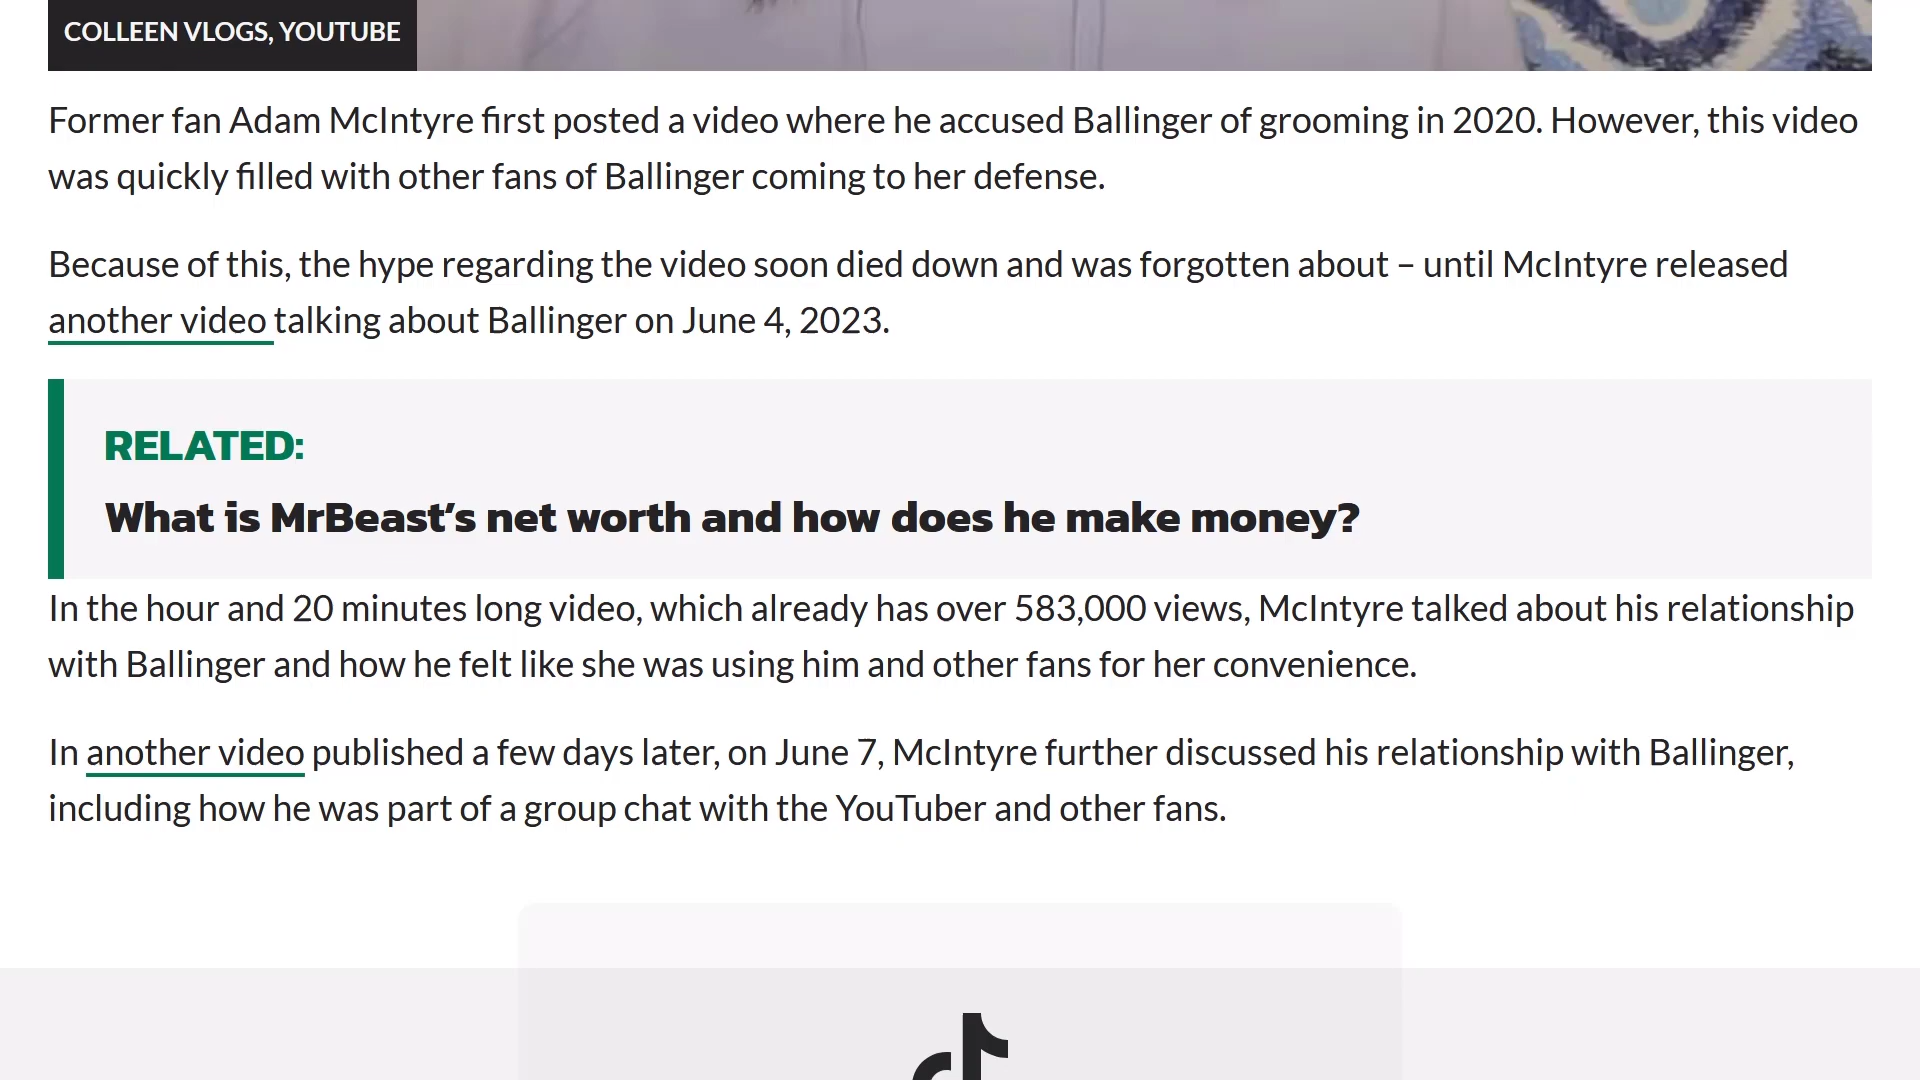 COLLEEN VLOGS, YOUTUBE
Former fan Adam McIntyre first posted a video where he accused Ballinger of grooming in 2020. However, this video
was quickly filled with other fans of Ballinger coming to her defense.
Because of this, the hype regarding the video soon died down and was forgotten about – until McIntyre released
another video talking about Ballinger on June 4, 2023.
RELATED:
What is MrBeast’s net worth and how does he make money?
In the hour and 20 minutes long video, which already has over 583,000 views, McIntyre talked about his relationship
with Ballinger and how he felt like she was using him and other fans for her convenience.
In another video published a few days later, on June 7, McIntyre further discussed his relationship with Ballinger,
including how he was part of a group chat with the YouTuber and other fans.